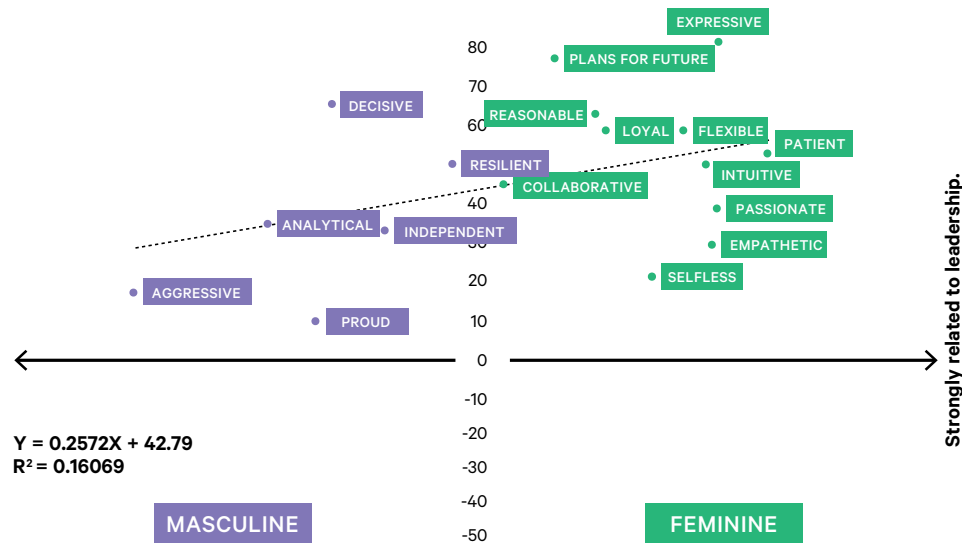 EXPRESSIVE
80
PLANS FOR FUTURE
70
DECISIVE
REASONABLE
60
LOYAL
FLEXIBLE
PATIENT
RESILIENT
INTUITIVE
COLLABORATIVE
40
PASSIONATE
ANALYTICAL
INDEPENDENT
30
EMPATHETIC
20
SELFLESS
AGGRESSIVE
10
PROUD
0
-10
-20
-30
-40
-50
Y = 0.2572X + 42.79
R² = 0.16069
MASCULINE
FEMININE
Strongly related to leadership.